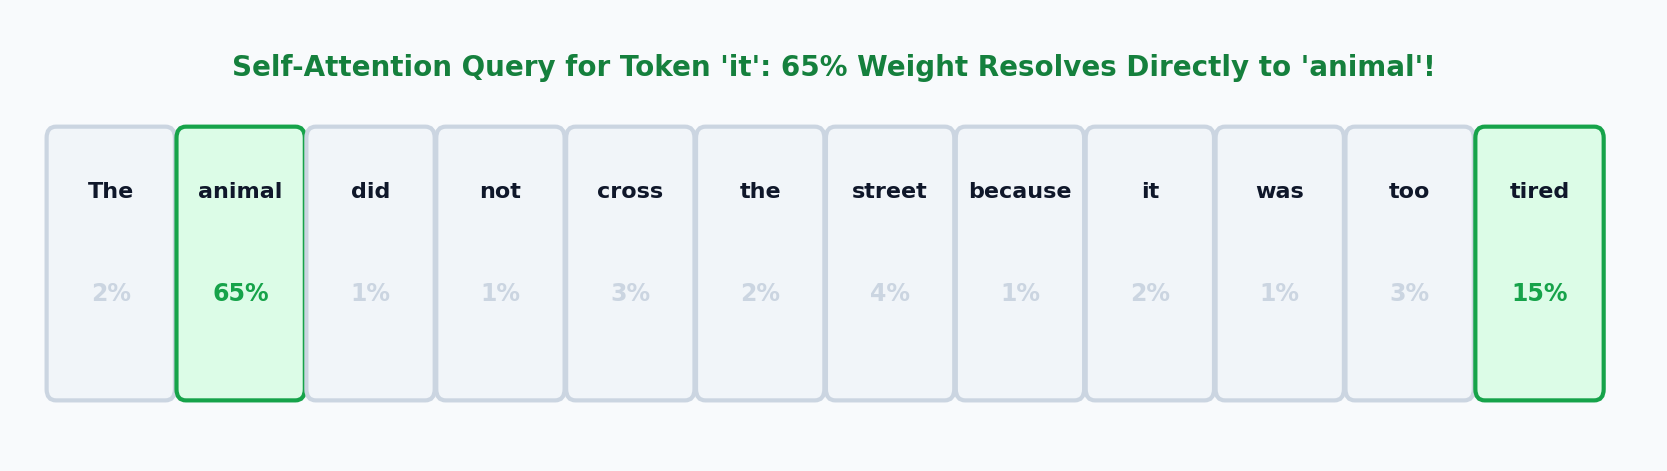 Self-Attention Query for Token 'it': 65% Weight Resolves Directly to 'animal'!
The animal did not cross the street because it was too tired
2% 65% 1% 1% 3% 2% 4% 1% 2% 1% 3% 15%